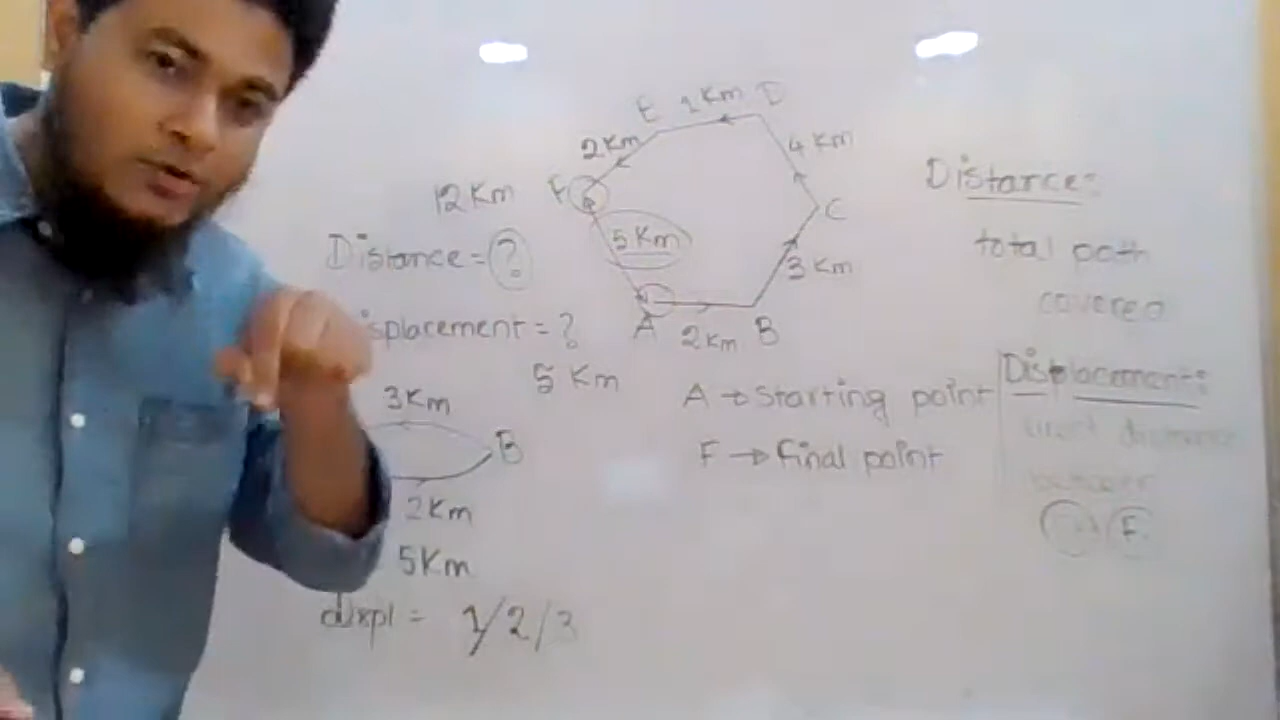 E 1 Km D
2 Km
4 Km
12 Km
F
Distance:
C
Distance = ?
5 Km
total path
3 Km
covered
isplacement = ?
A
2 Km
B
5 Km
Displacement:
3 Km
A → Starting point
B
F → Final point
2 Km
F
5 Km
displ = 1/2/3